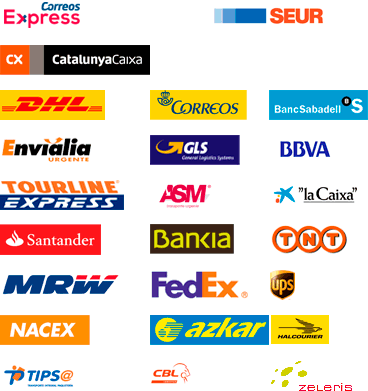 Correos
Express
SEUR
CX CatalunyaCaixa
DHL
CORREOS
BancSabadell
B S
Envialia
URGENTE
GLS
General Logistics Systems
BBVA
TOURLINE
EXPRESS
ASM
"la Caixa"
Santander
Bankia
TNT
MRW
FedEx®
ups
NACEX
azkar
HALCOURIER
TIPS@
CBL
zeleris